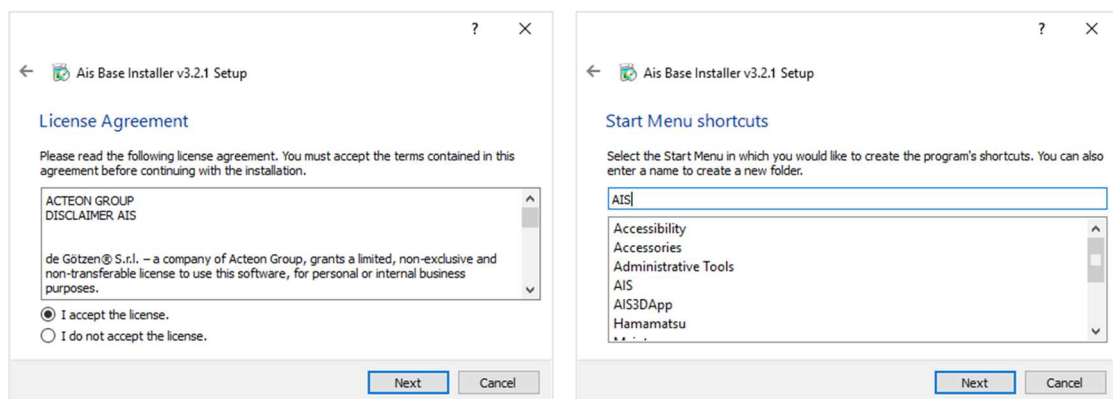 ?
Ais Base Installer v3.2.1 Setup
License Agreement
Please read the following license agreement. You must accept the terms contained in this
agreement before continuing with the installation.
ACTEON GROUP
DISCLAIMER AIS
de Götzen® S.r.l. – a company of Acteon Group, grants a limited, non-exclusive and
non-transferable license to use this software, for personal or internal business
purposes.
I accept the license.
I do not accept the license.
Next Cancel
?
Ais Base Installer v3.2.1 Setup
Start Menu shortcuts
Select the Start Menu in which you would like to create the program's shortcuts. You can also
enter a name to create a new folder.
AIS
Accessibility
Accessories
Administrative Tools
AIS
AIS3DApp
Hamamatsu
Next Cancel